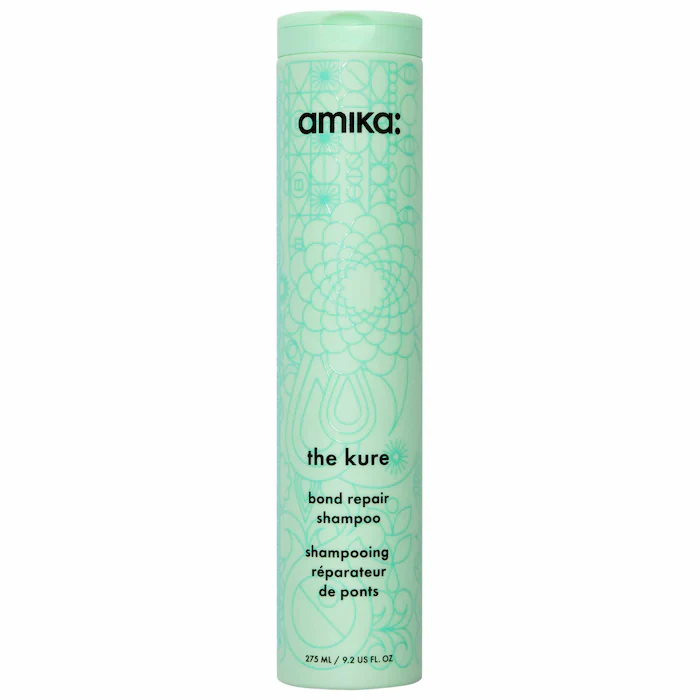 amika:
the kure
bond repair
shampoo
shampooing
réparateur
de ponts
275 ML / 9.2 US FL. OZ